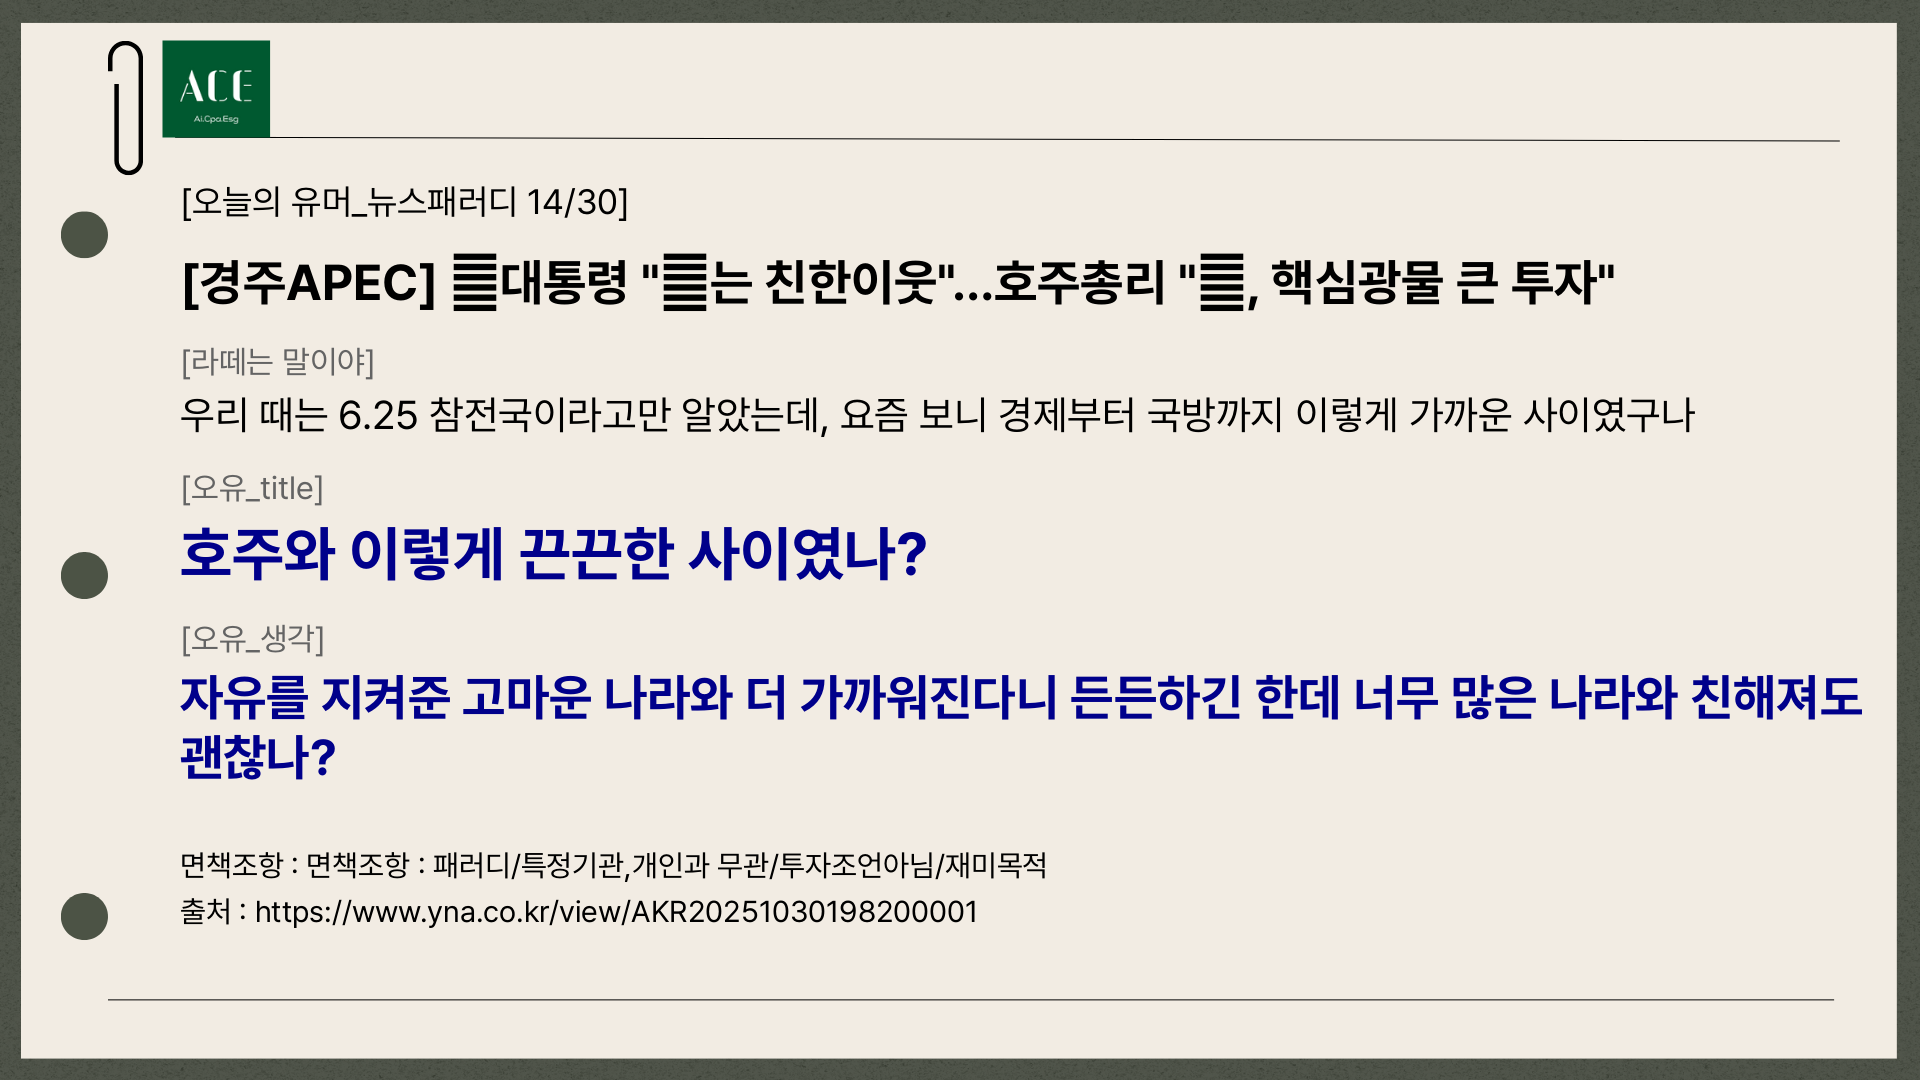 ACE
Ai.Cpa.Esg
[오늘의 유머_뉴스패러디 14/30]
[경주APEC] 대통령 "는 친한이웃"...호주총리 ", 핵심광물 큰 투자"
[라떼는 말이야]
우리 때는 6.25 참전국이라고만 알았는데, 요즘 보니 경제부터 국방까지 이렇게 가까운 사이였구나
[오유_title]
호주와 이렇게 끈끈한 사이였나?
[오유_생각]
자유를 지켜준 고마운 나라와 더 가까워진다니 든든하긴 한데 너무 많은 나라와 친해져도
괜찮나?
면책조항 : 면책조항 : 패러디/특정기관,개인과 무관/투자조언아님/재미목적
출처 : https://www.yna.co.kr/view/AKR20251030198200001